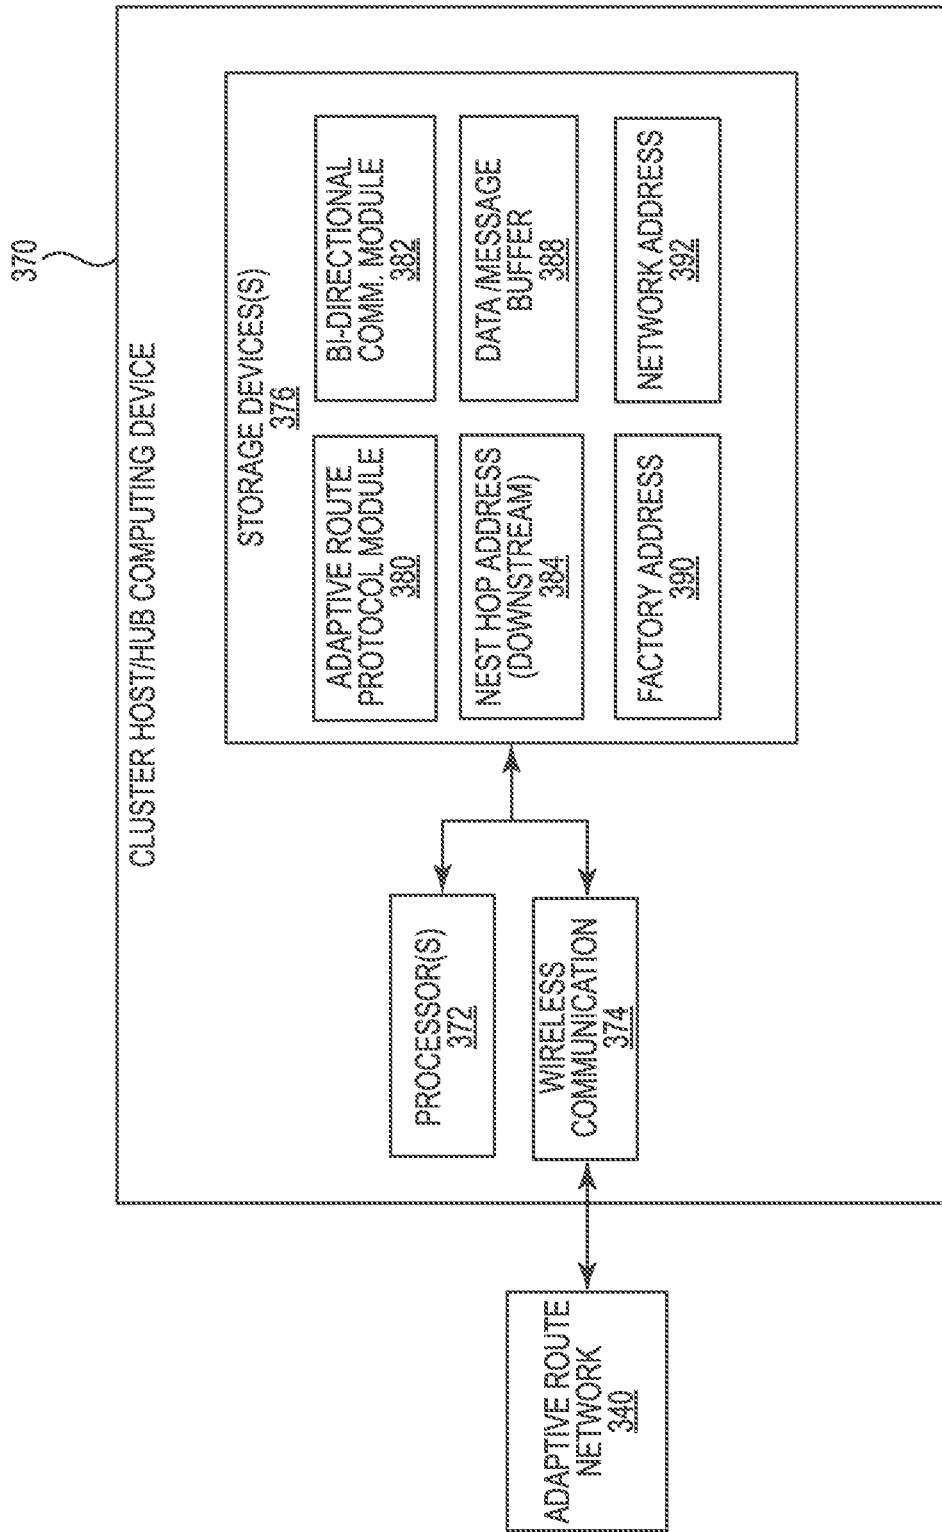 370
CLUSTER HOST/HUB COMPUTING DEVICE
STORAGE DEVICES(S)
376
ADAPTIVE ROUTE
PROTOCOL MODULE
380
BI-DIRECTIONAL
COMM. MODULE
382
NEST HOP ADDRESS
(DOWNSTREAM)
384
DATA /MESSAGE
BUFFER
388
FACTORY ADDRESS
390
NETWORK ADDRESS
392
PROCESSOR(S)
372
WIRELESS
COMMUNICATION
374
ADAPTIVE ROUTE
NETWORK
340